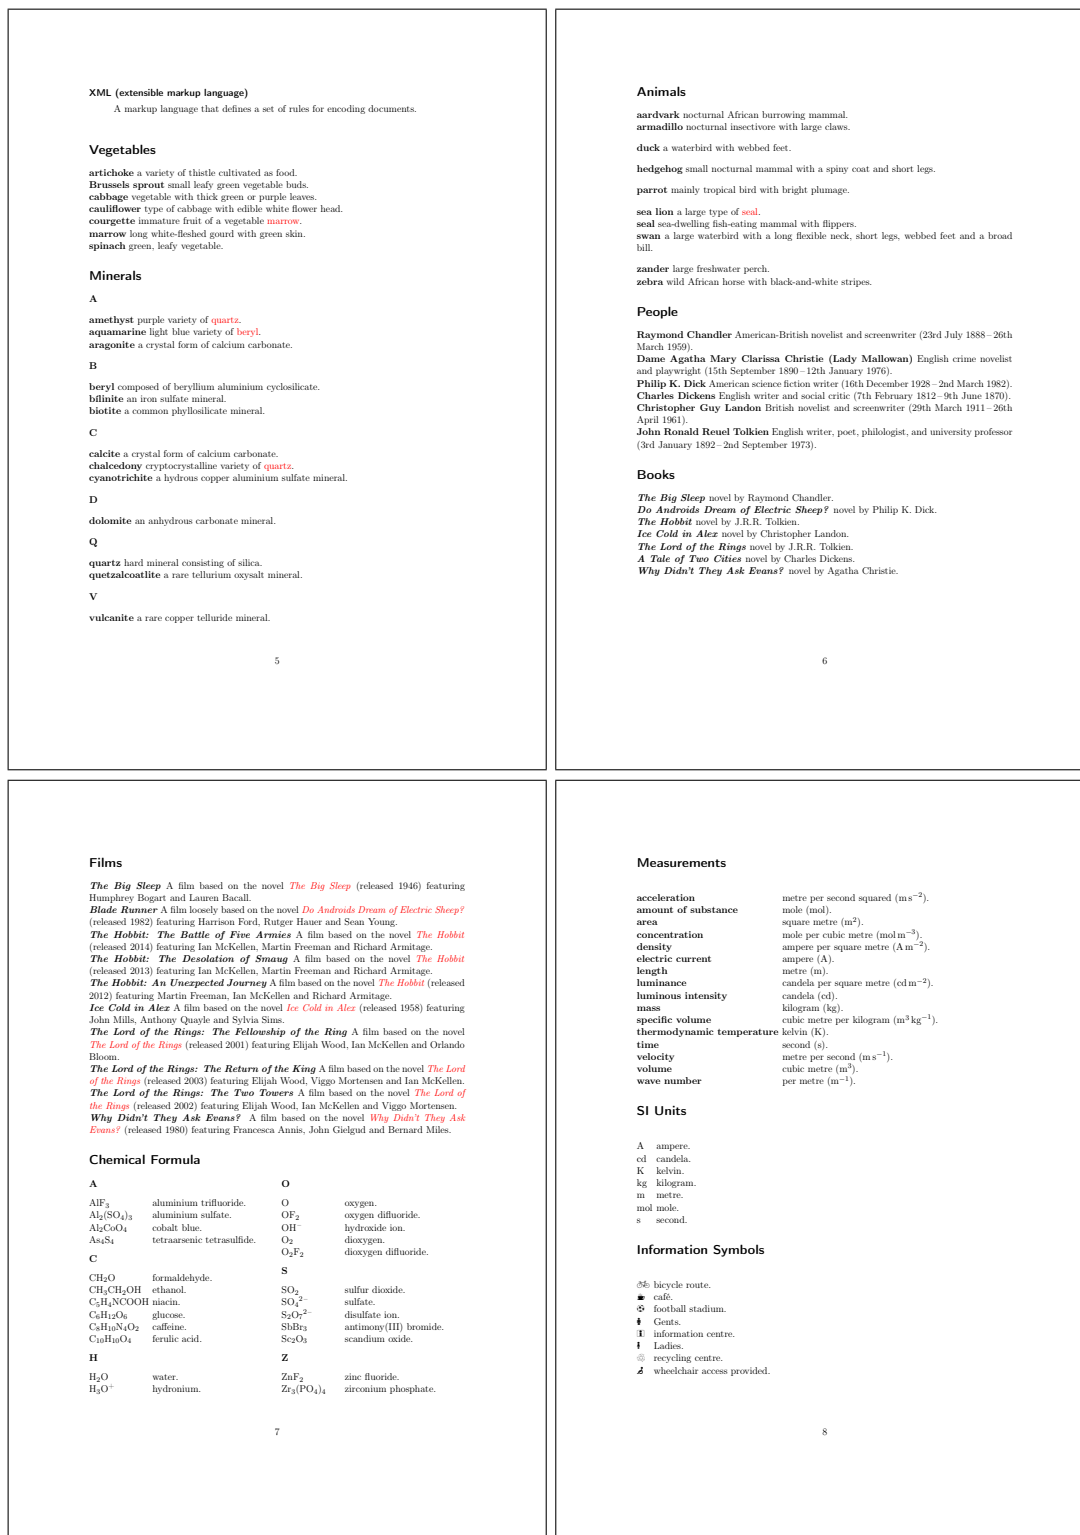 XML (extensible markup language)
A markup language that defines a set of rules for encoding documents.
Vegetables
artichoke a variety of thistle cultivated as food.
Brussels sprout small leafy green vegetable buds.
cabbage vegetable with thick green or purple leaves.
cauliflower type of cabbage with edible white flower head.
courgette immature fruit of a vegetable marrow.
marrow long white-fleshed gourd with green skin.
spinach green, leafy vegetable.
Minerals
A
amethyst purple variety of quartz.
aquamarine light blue variety of beryl.
aragonite a crystal form of calcium carbonate.
B
beryl composed of beryllium aluminium cyclosilicate.
bílinite an iron sulfate mineral.
biotite a common phyllosilicate mineral.
C
calcite a crystal form of calcium carbonate.
chalcedony cryptocrystalline variety of quartz.
cyanotrichite a hydrous copper aluminium sulfate mineral.
D
dolomite an anhydrous carbonate mineral.
Q
quartz hard mineral consisting of silica.
quetzalcoatlite a rare tellurium oxysalt mineral.
V
vulcanite a rare copper telluride mineral.
5
Animals
aardvark nocturnal African burrowing mammal.
armadillo nocturnal insectivore with large claws.
duck a waterbird with webbed feet.
hedgehog small nocturnal mammal with a spiny coat and short legs.
parrot mainly tropical bird with bright plumage.
sea lion a large type of seal.
seal sea-dwelling fish-eating mammal with flippers.
swan a large waterbird with a long flexible neck, short legs, webbed feet and a broad
bill.
zander large freshwater perch.
zebra wild African horse with black-and-white stripes.
People
Raymond Chandler American-British novelist and screenwriter (23rd July 1888 – 26th
March 1959).
Dame Agatha Mary Clarissa Christie (Lady Mallowan) English crime novelist
and playwright (15th September 1890 – 12th January 1976).
Philip K. Dick American science fiction writer (16th December 1928 – 2nd March 1982).
Charles Dickens English writer and social critic (7th February 1812 – 9th June 1870).
Christopher Guy Landon British novelist and screenwriter (29th March 1911 – 26th
April 1961).
John Ronald Reuel Tolkien English writer, poet, philologist, and university professor
(3rd January 1892 – 2nd September 1973).
Books
The Big Sleep novel by Raymond Chandler.
Do Androids Dream of Electric Sheep? novel by Philip K. Dick.
The Hobbit novel by J.R.R. Tolkien.
Ice Cold in Alex novel by Christopher Landon.
The Lord of the Rings novel by J.R.R. Tolkien.
A Tale of Two Cities novel by Charles Dickens.
Why Didn't They Ask Evans? novel by Agatha Christie.
6
Films
The Big Sleep A film based on the novel The Big Sleep (released 1946) featuring
Humphrey Bogart and Lauren Bacall.
Blade Runner A film loosely based on the novel Do Androids Dream of Electric Sheep?
(released 1982) featuring Harrison Ford, Rutger Hauer and Sean Young.
The Hobbit: The Battle of Five Armies A film based on the novel The Hobbit
(released 2014) featuring Ian McKellen, Martin Freeman and Richard Armitage.
The Hobbit: The Desolation of Smaug A film based on the novel The Hobbit
(released 2013) featuring Ian McKellen, Martin Freeman and Richard Armitage.
The Hobbit: An Unexpected Journey A film based on the novel The Hobbit (released
2012) featuring Martin Freeman, Ian McKellen and Richard Armitage.
Ice Cold in Alex A film based on the novel Ice Cold in Alex (released 1958) featuring
John Mills, Anthony Quayle and Sylvia Sims.
The Lord of the Rings: The Fellowship of the Ring A film based on the novel
The Lord of the Rings (released 2001) featuring Elijah Wood, Ian McKellen and Orlando
Bloom.
The Lord of the Rings: The Return of the King A film based on the novel The Lord
of the Rings (released 2003) featuring Elijah Wood, Viggo Mortensen and Ian McKellen.
The Lord of the Rings: The Two Towers A film based on the novel The Lord of
the Rings (released 2002) featuring Elijah Wood, Ian McKellen and Viggo Mortensen.
Why Didn't They Ask Evans? A film based on the novel Why Didn't They Ask
Evans? (released 1980) featuring Francesca Annis, John Gielgud and Bernard Miles.
Chemical Formula
A
AlF₃ aluminium trifluoride.
Al₂(SO₄)₃ aluminium sulfate.
Al₂CoO₄ cobalt blue.
As₄S₄ tetraarsenic tetrasulfide.
C
CH₂O formaldehyde.
CH₃CH₂OH ethanol.
C₅H₄NCOOH niacin.
C₆H₁₂O₆ glucose.
C₈H₁₀N₄O₂ caffeine.
C₁₀H₁₀O₄ ferulic acid.
H
H₂O water.
H₃O⁺ hydronium.
O
O oxygen.
OF₂ oxygen difluoride.
OH⁻ hydroxide ion.
O₂ dioxygen.
O₂F₂ dioxygen difluoride.
S
SO₂ sulfur dioxide.
SO₄²⁻ sulfate.
S₂O₇²⁻ disulfate ion.
SbBr₃ antimony(III) bromide.
Sc₂O₃ scandium oxide.
Z
ZnF₂ zinc fluoride.
Zr₃(PO₄)₄ zirconium phosphate.
7
Measurements
acceleration metre per second squared (m s⁻²).
amount of substance mole (mol).
area square metre (m²).
concentration mole per cubic metre (mol m⁻³).
density ampere per square metre (A m⁻²).
electric current ampere (A).
length metre (m).
luminance candela per square metre (cd m⁻²).
luminous intensity candela (cd).
mass kilogram (kg).
specific volume cubic metre per kilogram (m³ kg⁻¹).
thermodynamic temperature kelvin (K).
time second (s).
velocity metre per second (m s⁻¹).
volume cubic metre (m³).
wave number per metre (m⁻¹).
SI Units
A ampere.
cd candela.
K kelvin.
kg kilogram.
m metre.
mol mole.
s second.
Information Symbols
bicycle route.
café.
football stadium.
Gents.
information centre.
Ladies.
recycling centre.
wheelchair access provided.
8